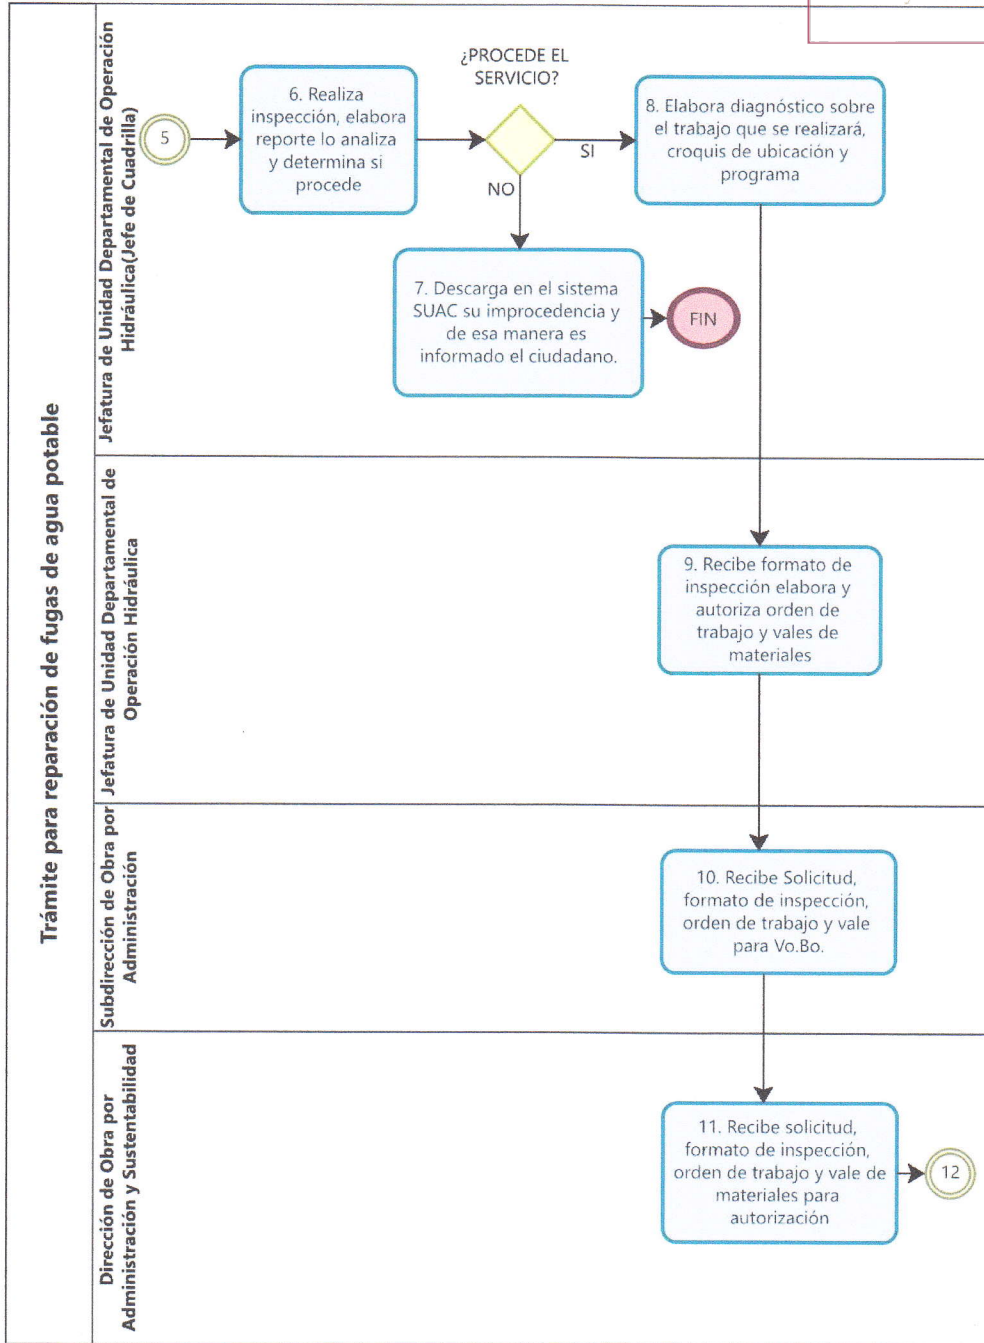 Trámite para reparación de fugas de agua potable
Jefatura de Unidad Departamental de Operación
Hidráulica(Jefe de Cuadrilla)
5
6. Realiza
inspección, elabora
reporte lo analiza
y determina si
procede
¿PROCEDE EL
SERVICIO?
SI
NO
8. Elabora diagnóstico sobre
el trabajo que se realizará,
croquis de ubicación y
programa
7. Descarga en el sistema
SUAC su improcedencia y
de esa manera es
informado el ciudadano.
FIN
Jefatura de Unidad Departamental de
Operación Hidráulica
9. Recibe formato de
inspección elabora y
autoriza orden de
trabajo y vales de
materiales
Subdirección de Obra por
Administración
10. Recibe Solicitud,
formato de inspección,
orden de trabajo y vale
para Vo.Bo.
Dirección de Obra por
Administración y Sustentabilidad
11. Recibe solicitud,
formato de inspección,
orden de trabajo y vale de
materiales para
autorización
12